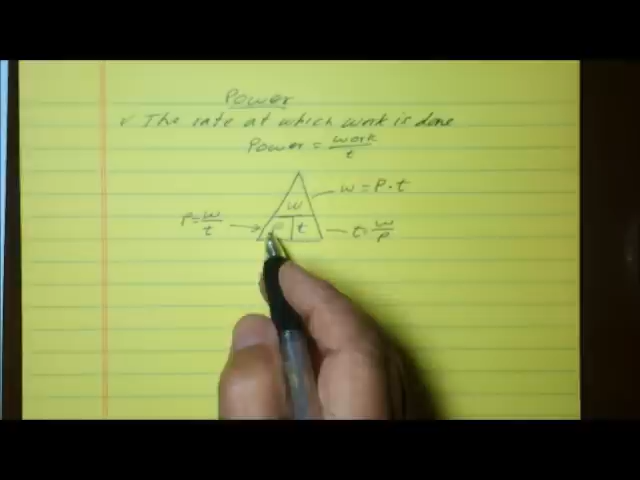 Power
✓ The rate at which work is done
Power = work/t
w
w = P · t
P = w/t
P
t
t = w/P